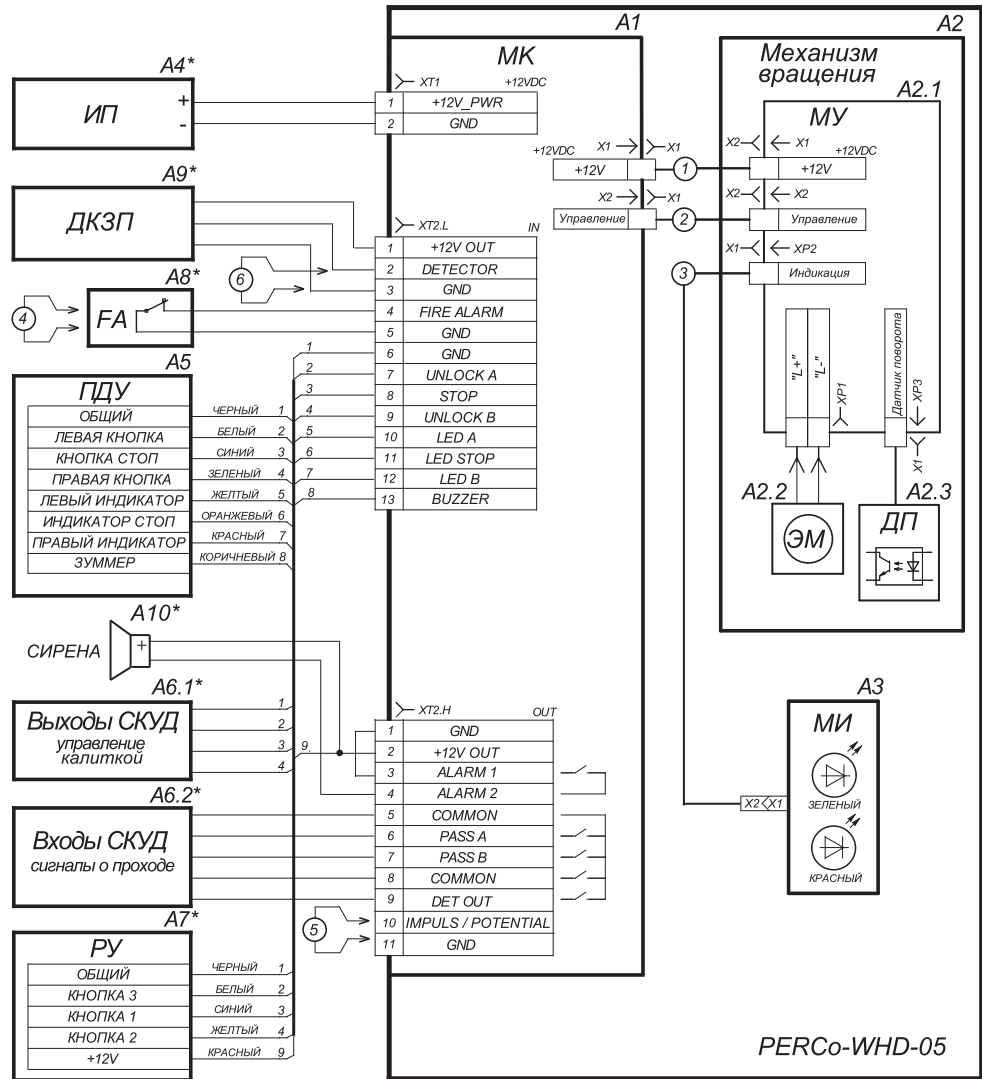 A1
A2
MK
XT1
+12VDC
A4*
ИП
+
-
1 +12V_PWR
2 GND
Механизм
вращения
A2.1
МУ
X1
X1
X2
X1
+12VDC
+12VDC
+12V
1
+12V
X2
X1
X2
X2
Управление
2
Управление
X1
XP2
3
Индикация
A9*
ДКЗП
XT2.L
IN
1 +12V OUT
2 DETECTOR
3 GND
4 FIRE ALARM
5 GND
6 GND
7 UNLOCK A
8 STOP
9 UNLOCK B
10 LED A
11 LED STOP
12 LED B
13 BUZZER
6
A8*
4
FA
1
2
3
4
5
6
7
8
A5
ПДУ
ОБЩИЙ ЧЕРНЫЙ 1
ЛЕВАЯ КНОПКА БЕЛЫЙ 2
КНОПКА СТОП СИНИЙ 3
ПРАВАЯ КНОПКА ЗЕЛЕНЫЙ 4
ЛЕВЫЙ ИНДИКАТОР ЖЕЛТЫЙ 5
ИНДИКАТОР СТОП ОРАНЖЕВЫЙ 6
ПРАВЫЙ ИНДИКАТОР КРАСНЫЙ 7
ЗУММЕР КОРИЧНЕВЫЙ 8
"L+"
"L-"
XP1
Датчик поворота
XP3
X1
A2.2
ЭМ
A2.3
ДП
A10*
СИРЕНА
+
A6.1*
Выходы СКУД
управление
калиткой
1
2
3
4
9.
XT2.H
OUT
1 GND
2 +12V OUT
3 ALARM 1
4 ALARM 2
5 COMMON
6 PASS A
7 PASS B
8 COMMON
9 DET OUT
10 IMPULS / POTENTIAL
11 GND
A6.2*
Входы СКУД
сигналы о проходе
5
A3
МИ
ЗЕЛЕНЫЙ
X2
X1
КРАСНЫЙ
A7*
РУ
ОБЩИЙ ЧЕРНЫЙ 1
КНОПКА 3 БЕЛЫЙ 2
КНОПКА 1 СИНИЙ 3
КНОПКА 2 ЖЕЛТЫЙ 4
+12V КРАСНЫЙ 9
PERCo-WHD-05